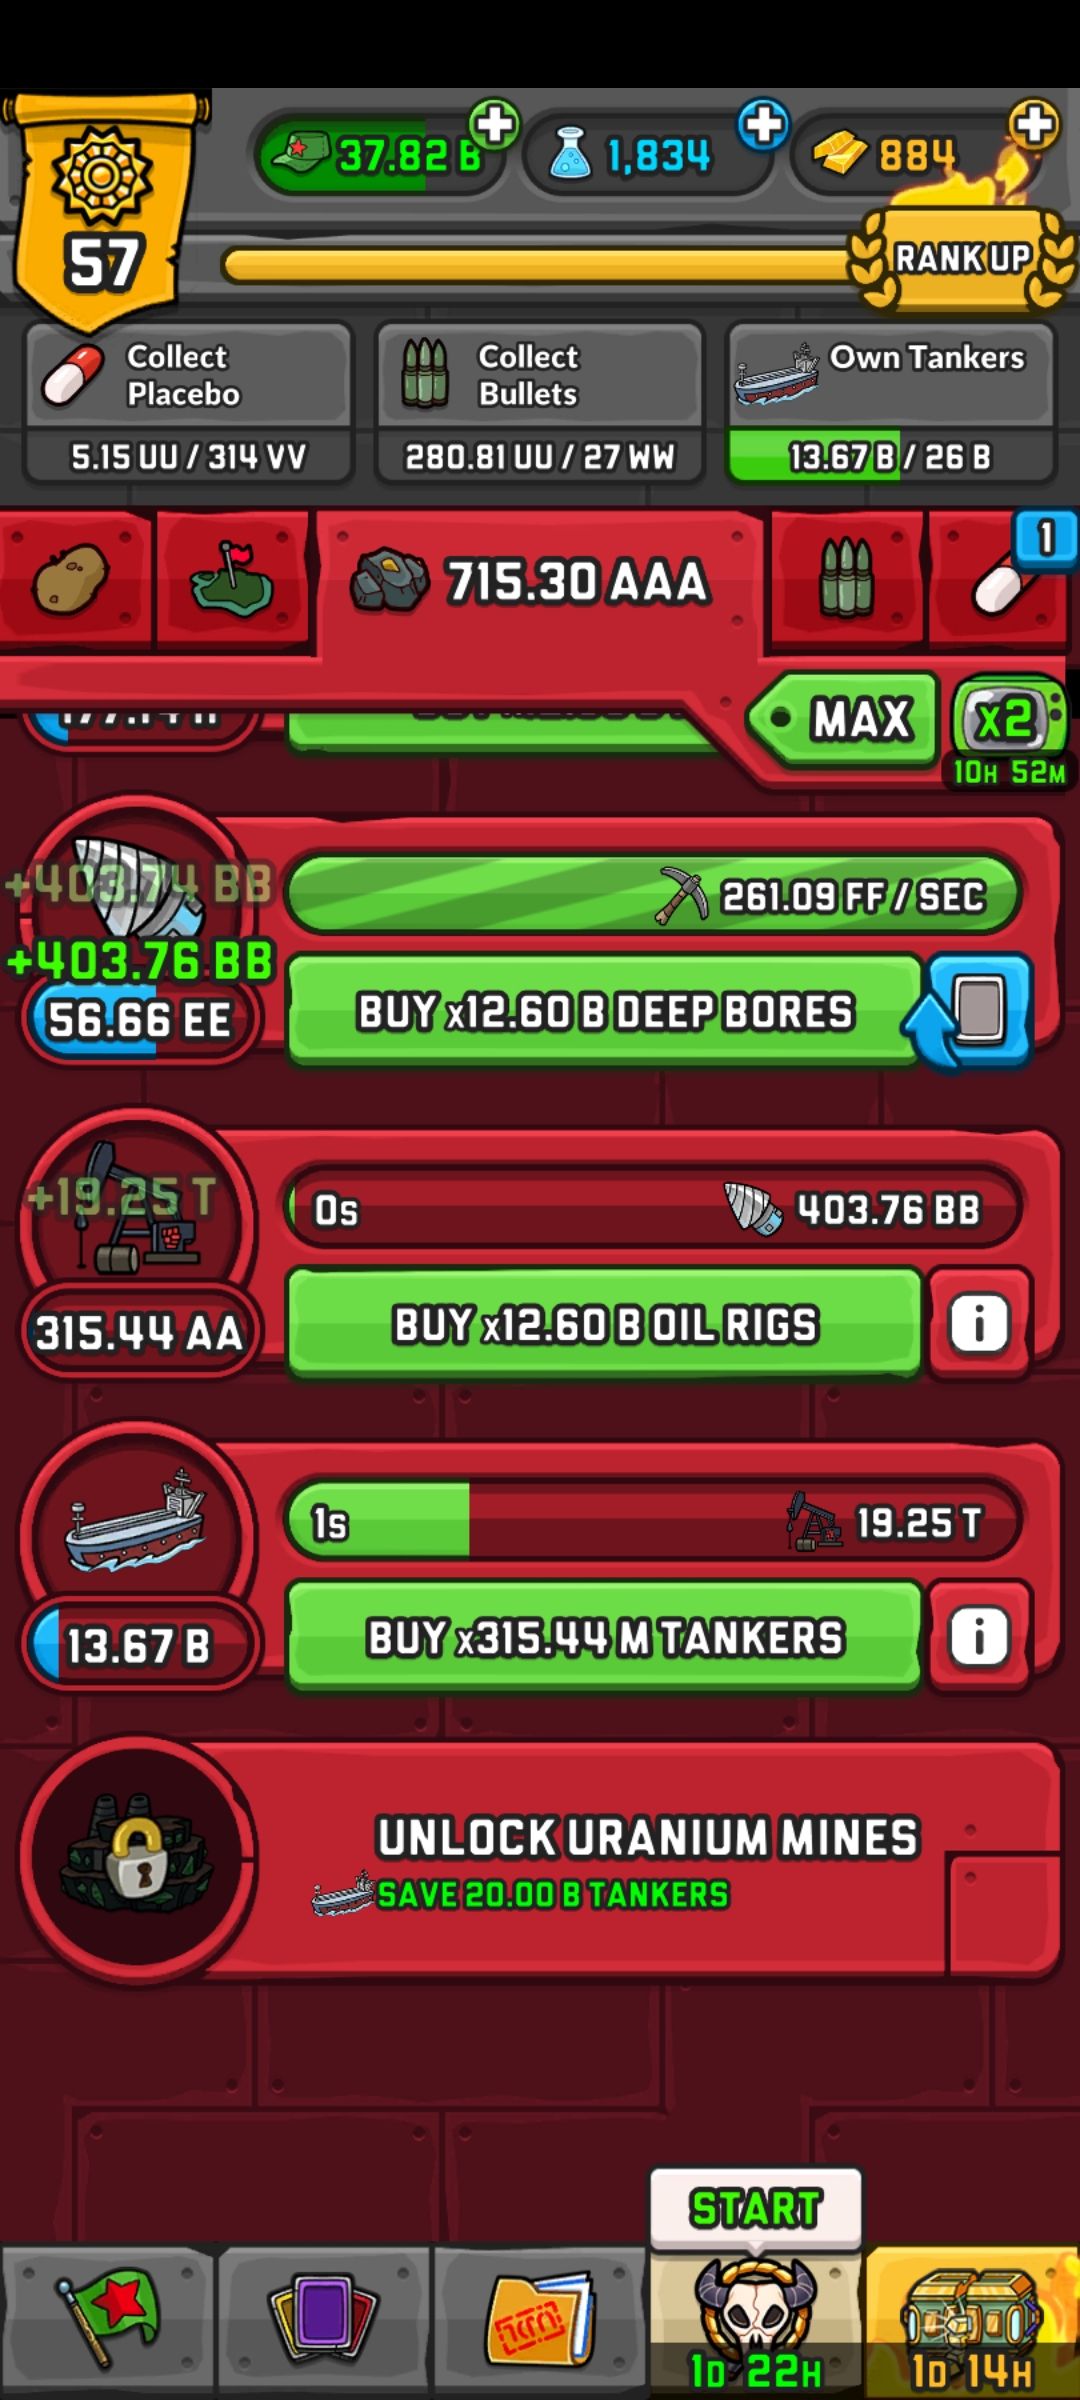 37.82 B
1,834
884
57
RANK UP
Collect
Placebo
5.15 UU / 314 VV
Collect
Bullets
280.81 UU / 27 WW
Own Tankers
13.67 B / 26 B
715.30 AAA
1
MAX
x2
10H 52M
+403.74 BB
+403.76 BB
56.66 EE
261.09 FF / SEC
BUY x12.60 B DEEP BORES
+19.25 T
315.44 AA
0s
403.76 BB
BUY x12.60 B OIL RIGS
i
13.67 B
1s
19.25 T
BUY x315.44 M TANKERS
i
UNLOCK URANIUM MINES
SAVE 20.00 B TANKERS
START
1D 22H
1D 14H